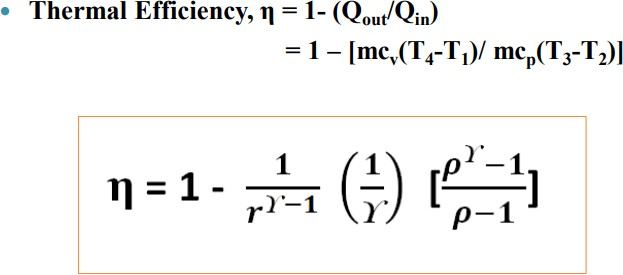 • Thermal Efficiency, η = 1- (Qout/Qin)
= 1 – [mcv(T4-T1)/ mcp(T3-T2)]
η = 1 - 1/r^ϒ−1 (1/ϒ) [ρ^ϒ−1/ρ−1]